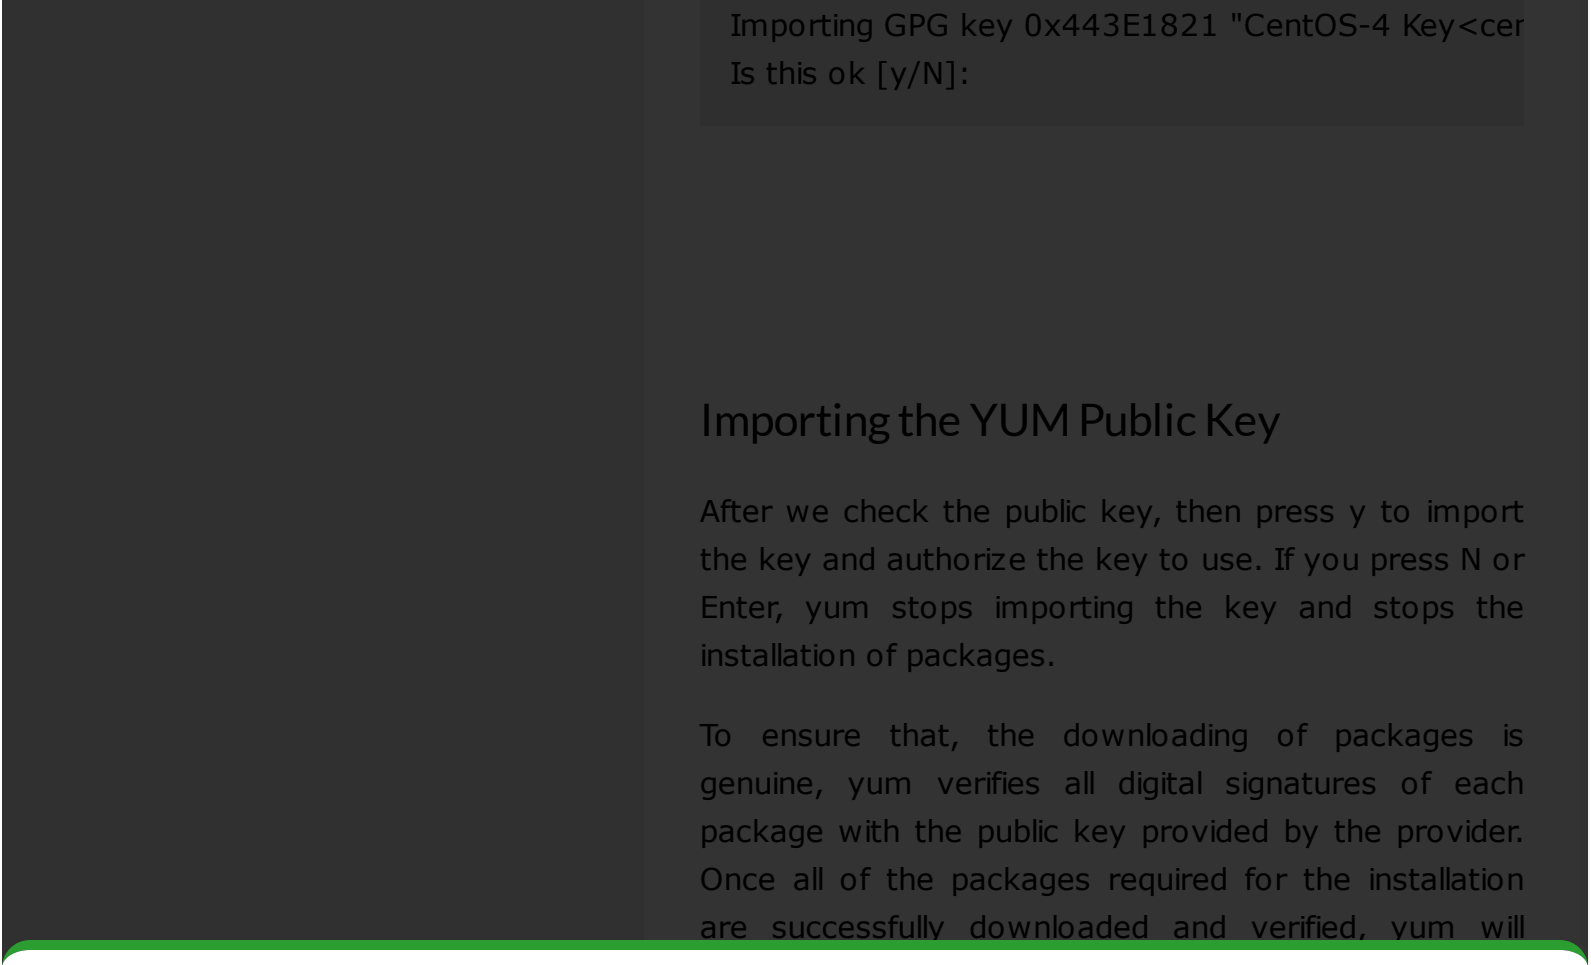 Importing GPG key 0x443E1821 "CentOS-4 Key<cer
Is this ok [y/N]:
Importing the YUM Public Key
After we check the public key, then press y to import
the key and authorize the key to use. If you press N or
Enter, yum stops importing the key and stops the
installation of packages.
To ensure that, the downloading of packages is
genuine, yum verifies all digital signatures of each
package with the public key provided by the provider.
Once all of the packages required for the installation
are successfully downloaded and verified, yum will